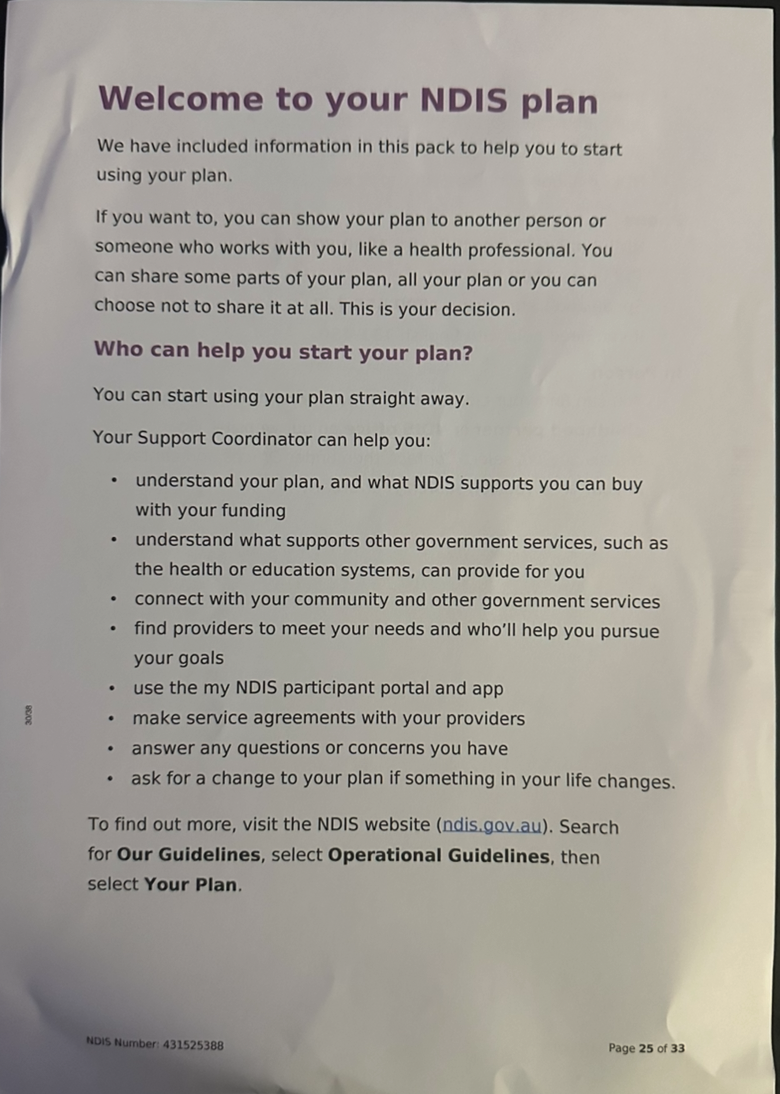 Welcome to your NDIS plan
We have included information in this pack to help you to start
using your plan.
If you want to, you can show your plan to another person or
someone who works with you, like a health professional. You
can share some parts of your plan, all your plan or you can
choose not to share it at all. This is your decision.
Who can help you start your plan?
You can start using your plan straight away.
Your Support Coordinator can help you:
• understand your plan, and what NDIS supports you can buy
with your funding
• understand what supports other government services, such as
the health or education systems, can provide for you
• connect with your community and other government services
• find providers to meet your needs and who'll help you pursue
your goals
• use the my NDIS participant portal and app
• make service agreements with your providers
• answer any questions or concerns you have
• ask for a change to your plan if something in your life changes.
To find out more, visit the NDIS website (ndis.gov.au). Search
for Our Guidelines, select Operational Guidelines, then
select Your Plan.
NDIS Number: 431525388
Page 25 of 33